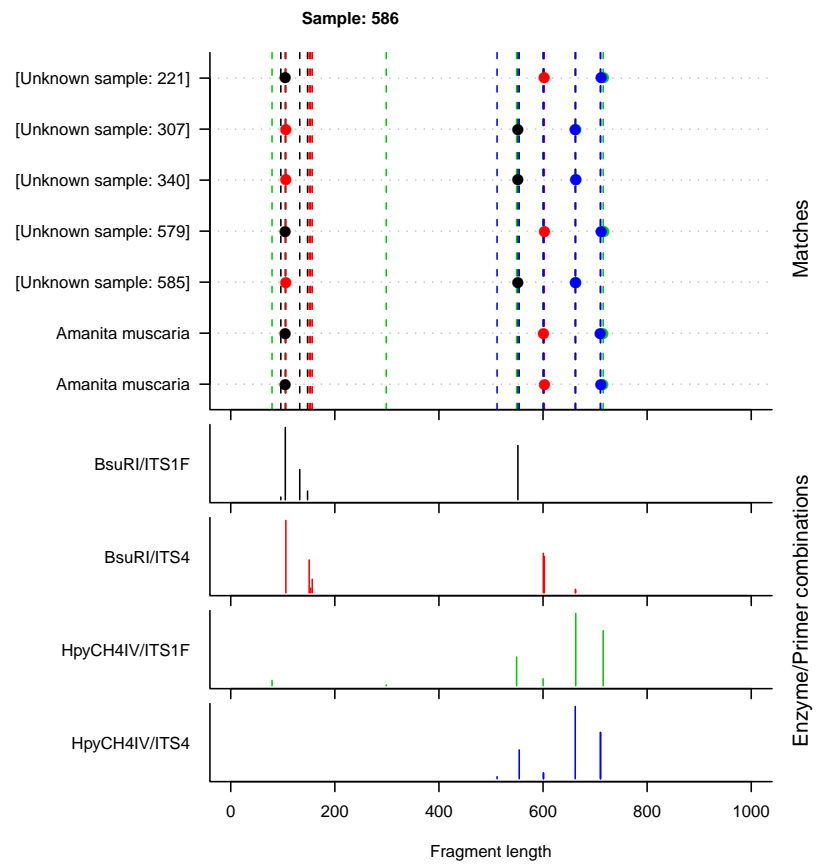 Sample: 586
[Unknown sample: 221]
[Unknown sample: 307]
[Unknown sample: 340]
[Unknown sample: 579]
[Unknown sample: 585]
Amanita muscaria
Amanita muscaria
Matches
BsuRI/ITS1F
BsuRI/ITS4
HpyCH4IV/ITS1F
HpyCH4IV/ITS4
Enzyme/Primer combinations
0 200 400 600 800 1000
Fragment length